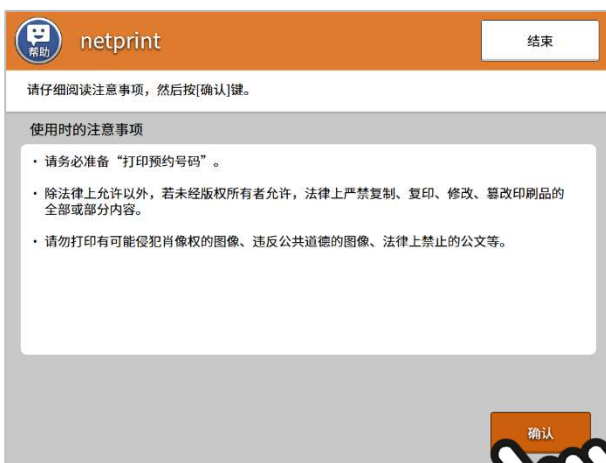 帮助
netprint
结束
请仔细阅读注意事项，然后按[确认]键。
使用时的注意事项
・ 请务必准备“打印预约号码”。
・ 除法律上允许以外，若未经版权所有者允许，法律上严禁复制、复印、修改、篡改印刷品的
全部或部分内容。
・ 请勿打印有可能侵犯肖像权的图像、违反公共道德的图像、法律上禁止的公文等。
确认